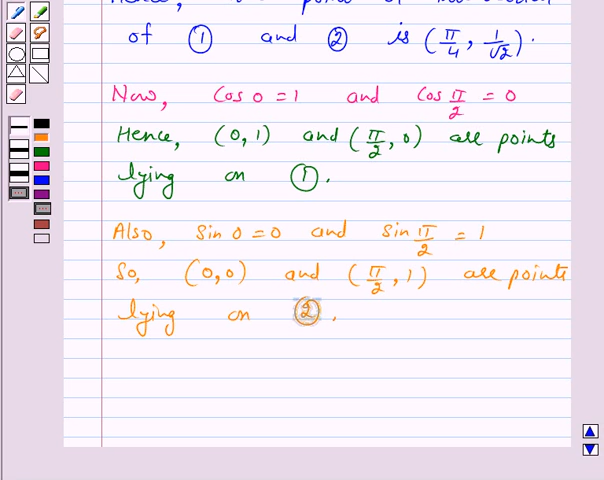 of ① and ② is (π/4, 1/√2).
Now, Cos 0 = 1 and Cos π/2 = 0
Hence, (0, 1) and (π/2, 0) are points
lying on ①.
Also, Sin 0 = 0 and Sin π/2 = 1
So, (0,0) and (π/2, 1) are points
lying on ②.